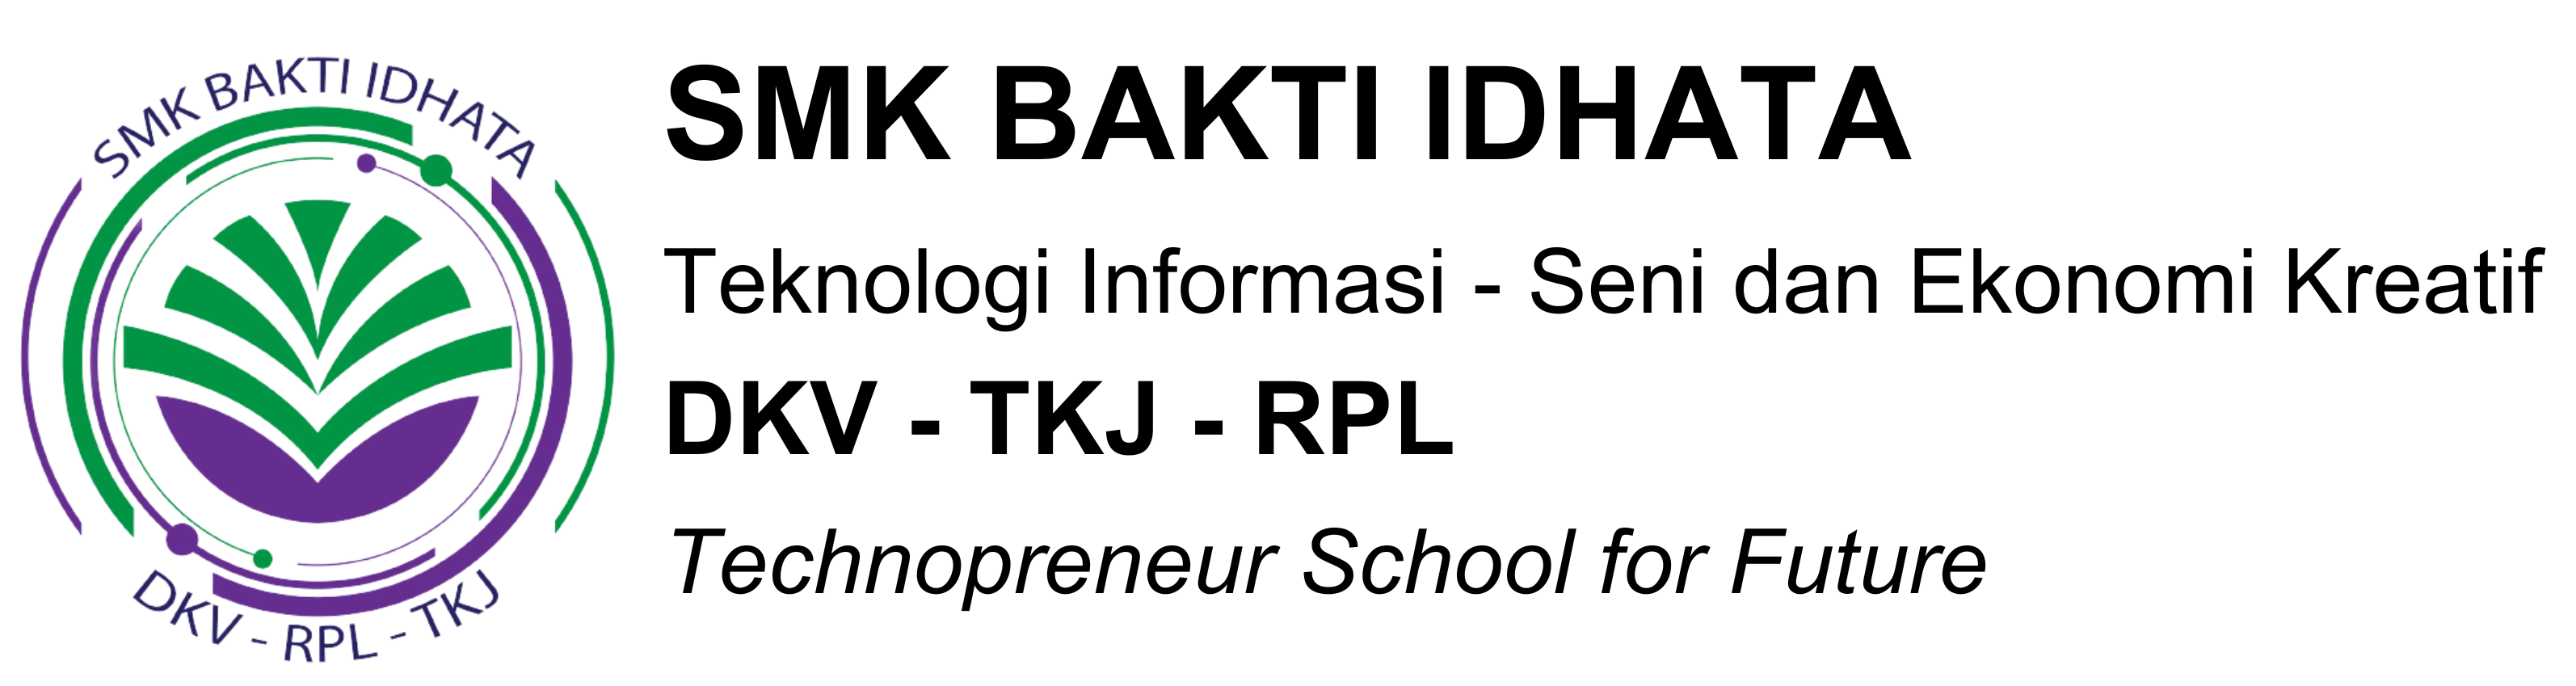 SMK BAKTI IDHATA
DKV - RPL - TKJ
SMK BAKTI IDHATA
Teknologi Informasi - Seni dan Ekonomi Kreatif
DKV - TKJ - RPL
Technopreneur School for Future